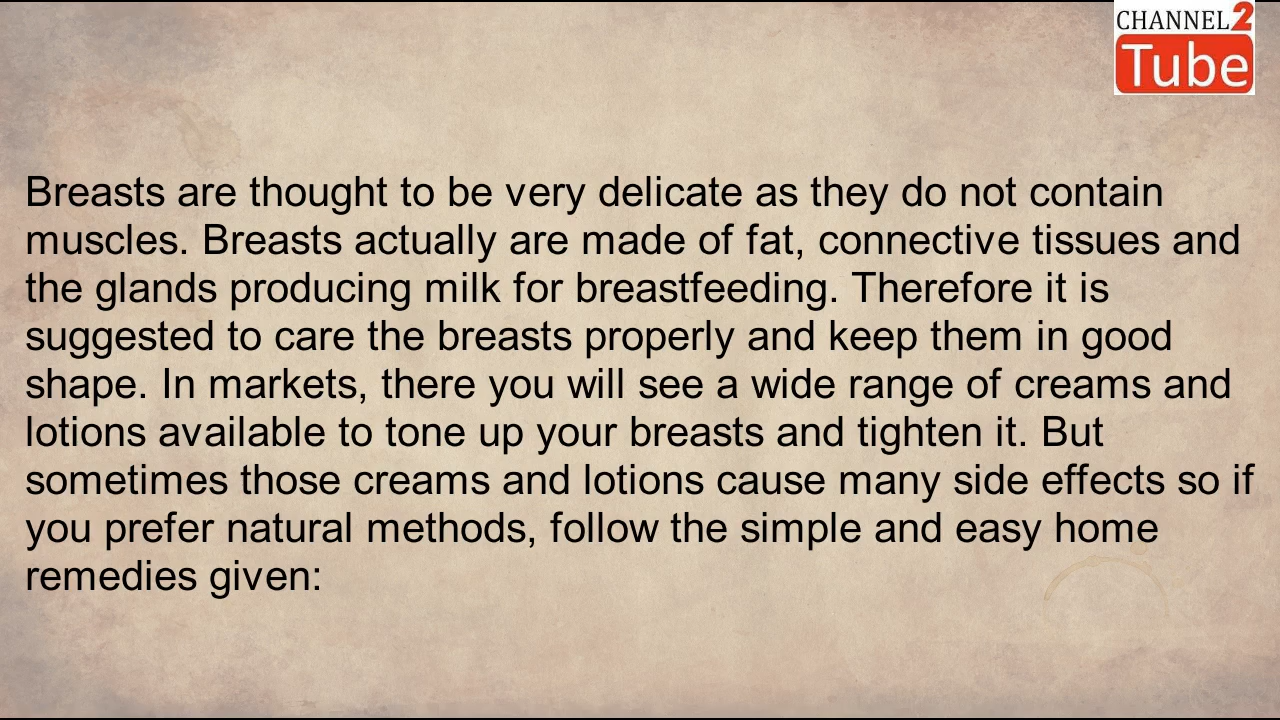 CHANNEL2
Tube
Breasts are thought to be very delicate as they do not contain
muscles. Breasts actually are made of fat, connective tissues and
the glands producing milk for breastfeeding. Therefore it is
suggested to care the breasts properly and keep them in good
shape. In markets, there you will see a wide range of creams and
lotions available to tone up your breasts and tighten it. But
sometimes those creams and lotions cause many side effects so if
you prefer natural methods, follow the simple and easy home
remedies given: